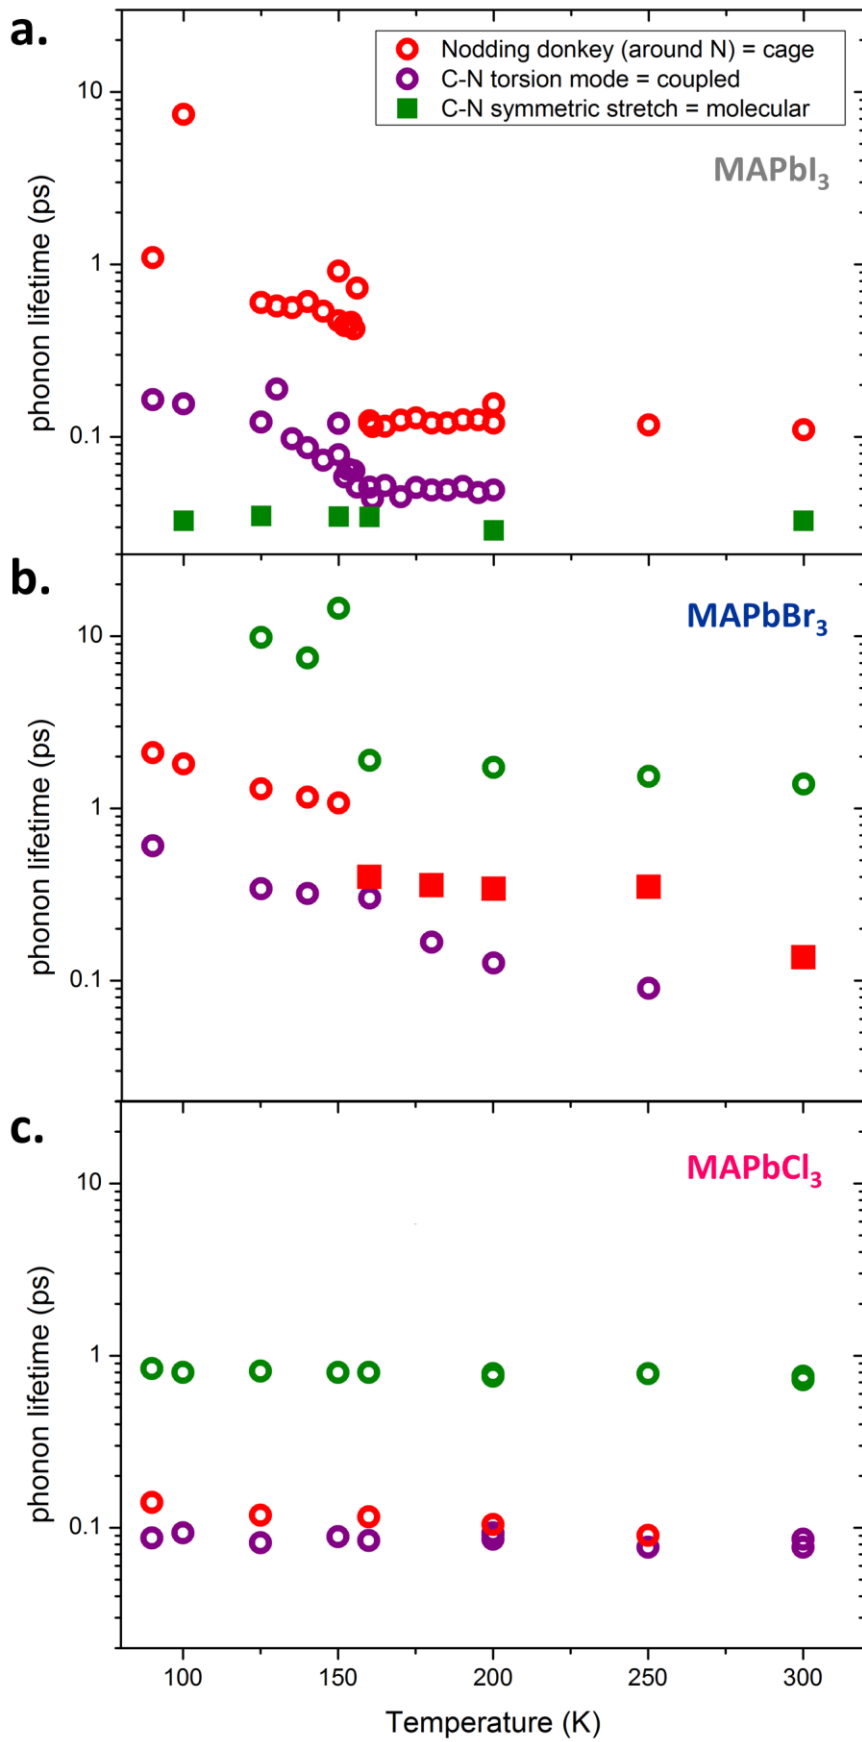 a.
Nodding donkey (around N) = cage
C-N torsion mode = coupled
C-N symmetric stretch = molecular
MAPbI3
10
1
0.1
phonon lifetime (ps)
b.
MAPbBr3
10
1
0.1
phonon lifetime (ps)
c.
MAPbCl3
10
1
0.1
phonon lifetime (ps)
100 150 200 250 300
Temperature (K)